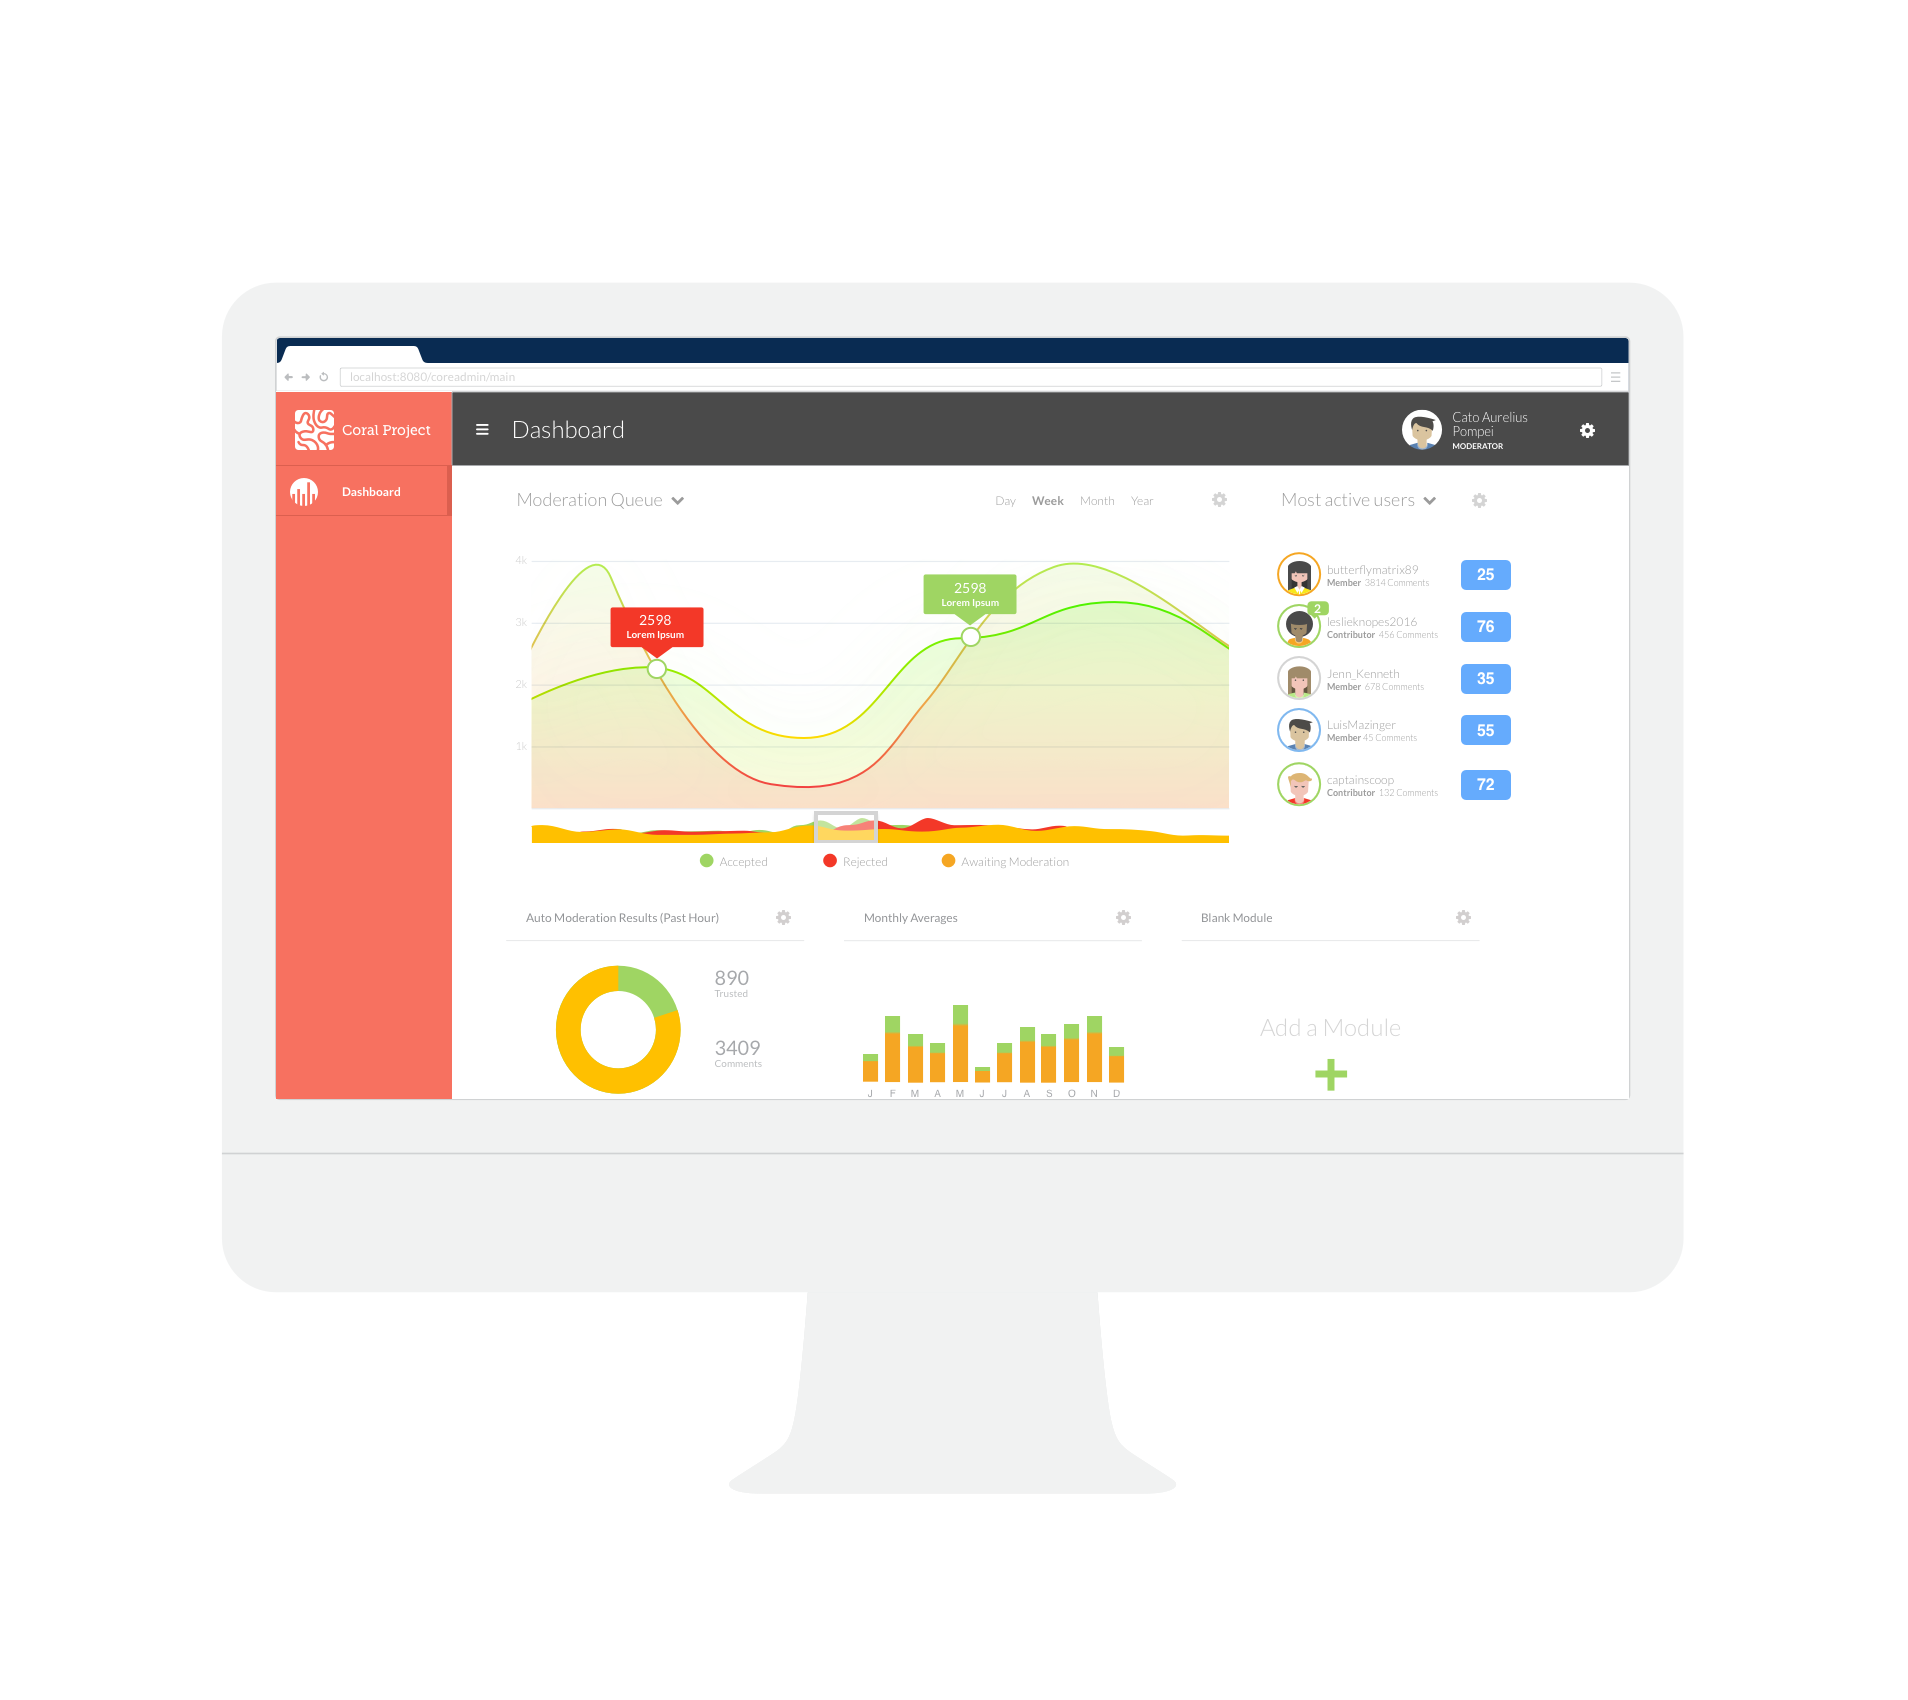 localhost:8080/coreadmin/main
Coral Project
Dashboard
Cato Aurelius
Pompei
MODERATOR
Dashboard
Moderation Queue
Day Week Month Year
Most active users
4k
3k
2k
1k
2598
Lorem Ipsum
2598
Lorem Ipsum
butterflymatrix89
Member 3814 Comments
25
2
leslieknopes2016
Contributor 456 Comments
76
Jenn_Kenneth
Member 678 Comments
35
LuisMazinger
Member 45 Comments
55
captainscoop
Contributor 132 Comments
72
Accepted Rejected Awaiting Moderation
Auto Moderation Results (Past Hour)
890
Trusted
3409
Comments
Monthly Averages
J F M A M J J A S O N D
Blank Module
Add a Module